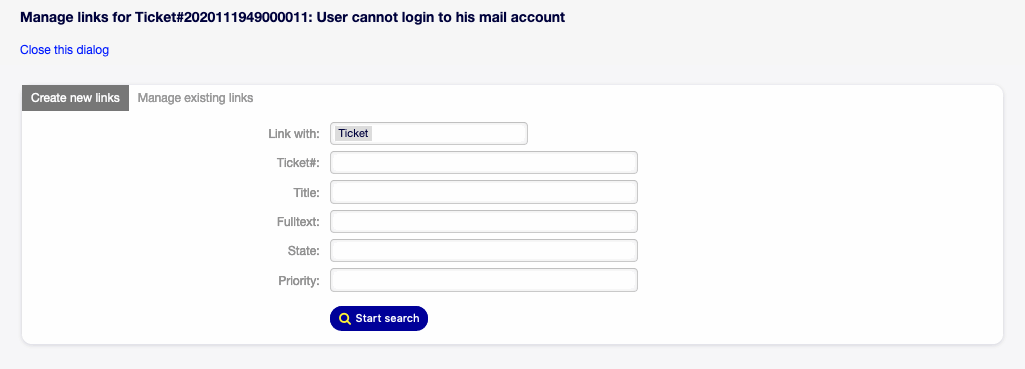 Manage links for Ticket#2020111949000011: User cannot login to his mail account
Close this dialog
Create new links Manage existing links
Link with: Ticket
Ticket#:
Title:
Fulltext:
State:
Priority:
Start search